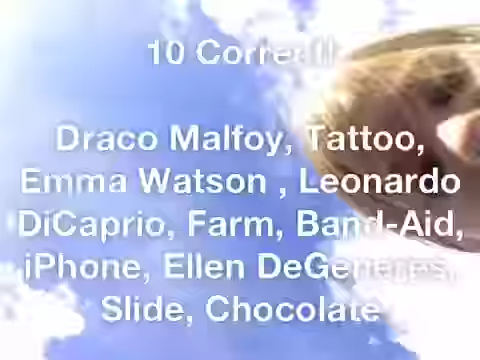 10 Correct!!
Draco Malfoy, Tattoo,
Emma Watson , Leonardo
DiCaprio, Farm, Band-Aid,
iPhone, Ellen DeGeneres,
Slide, Chocolate